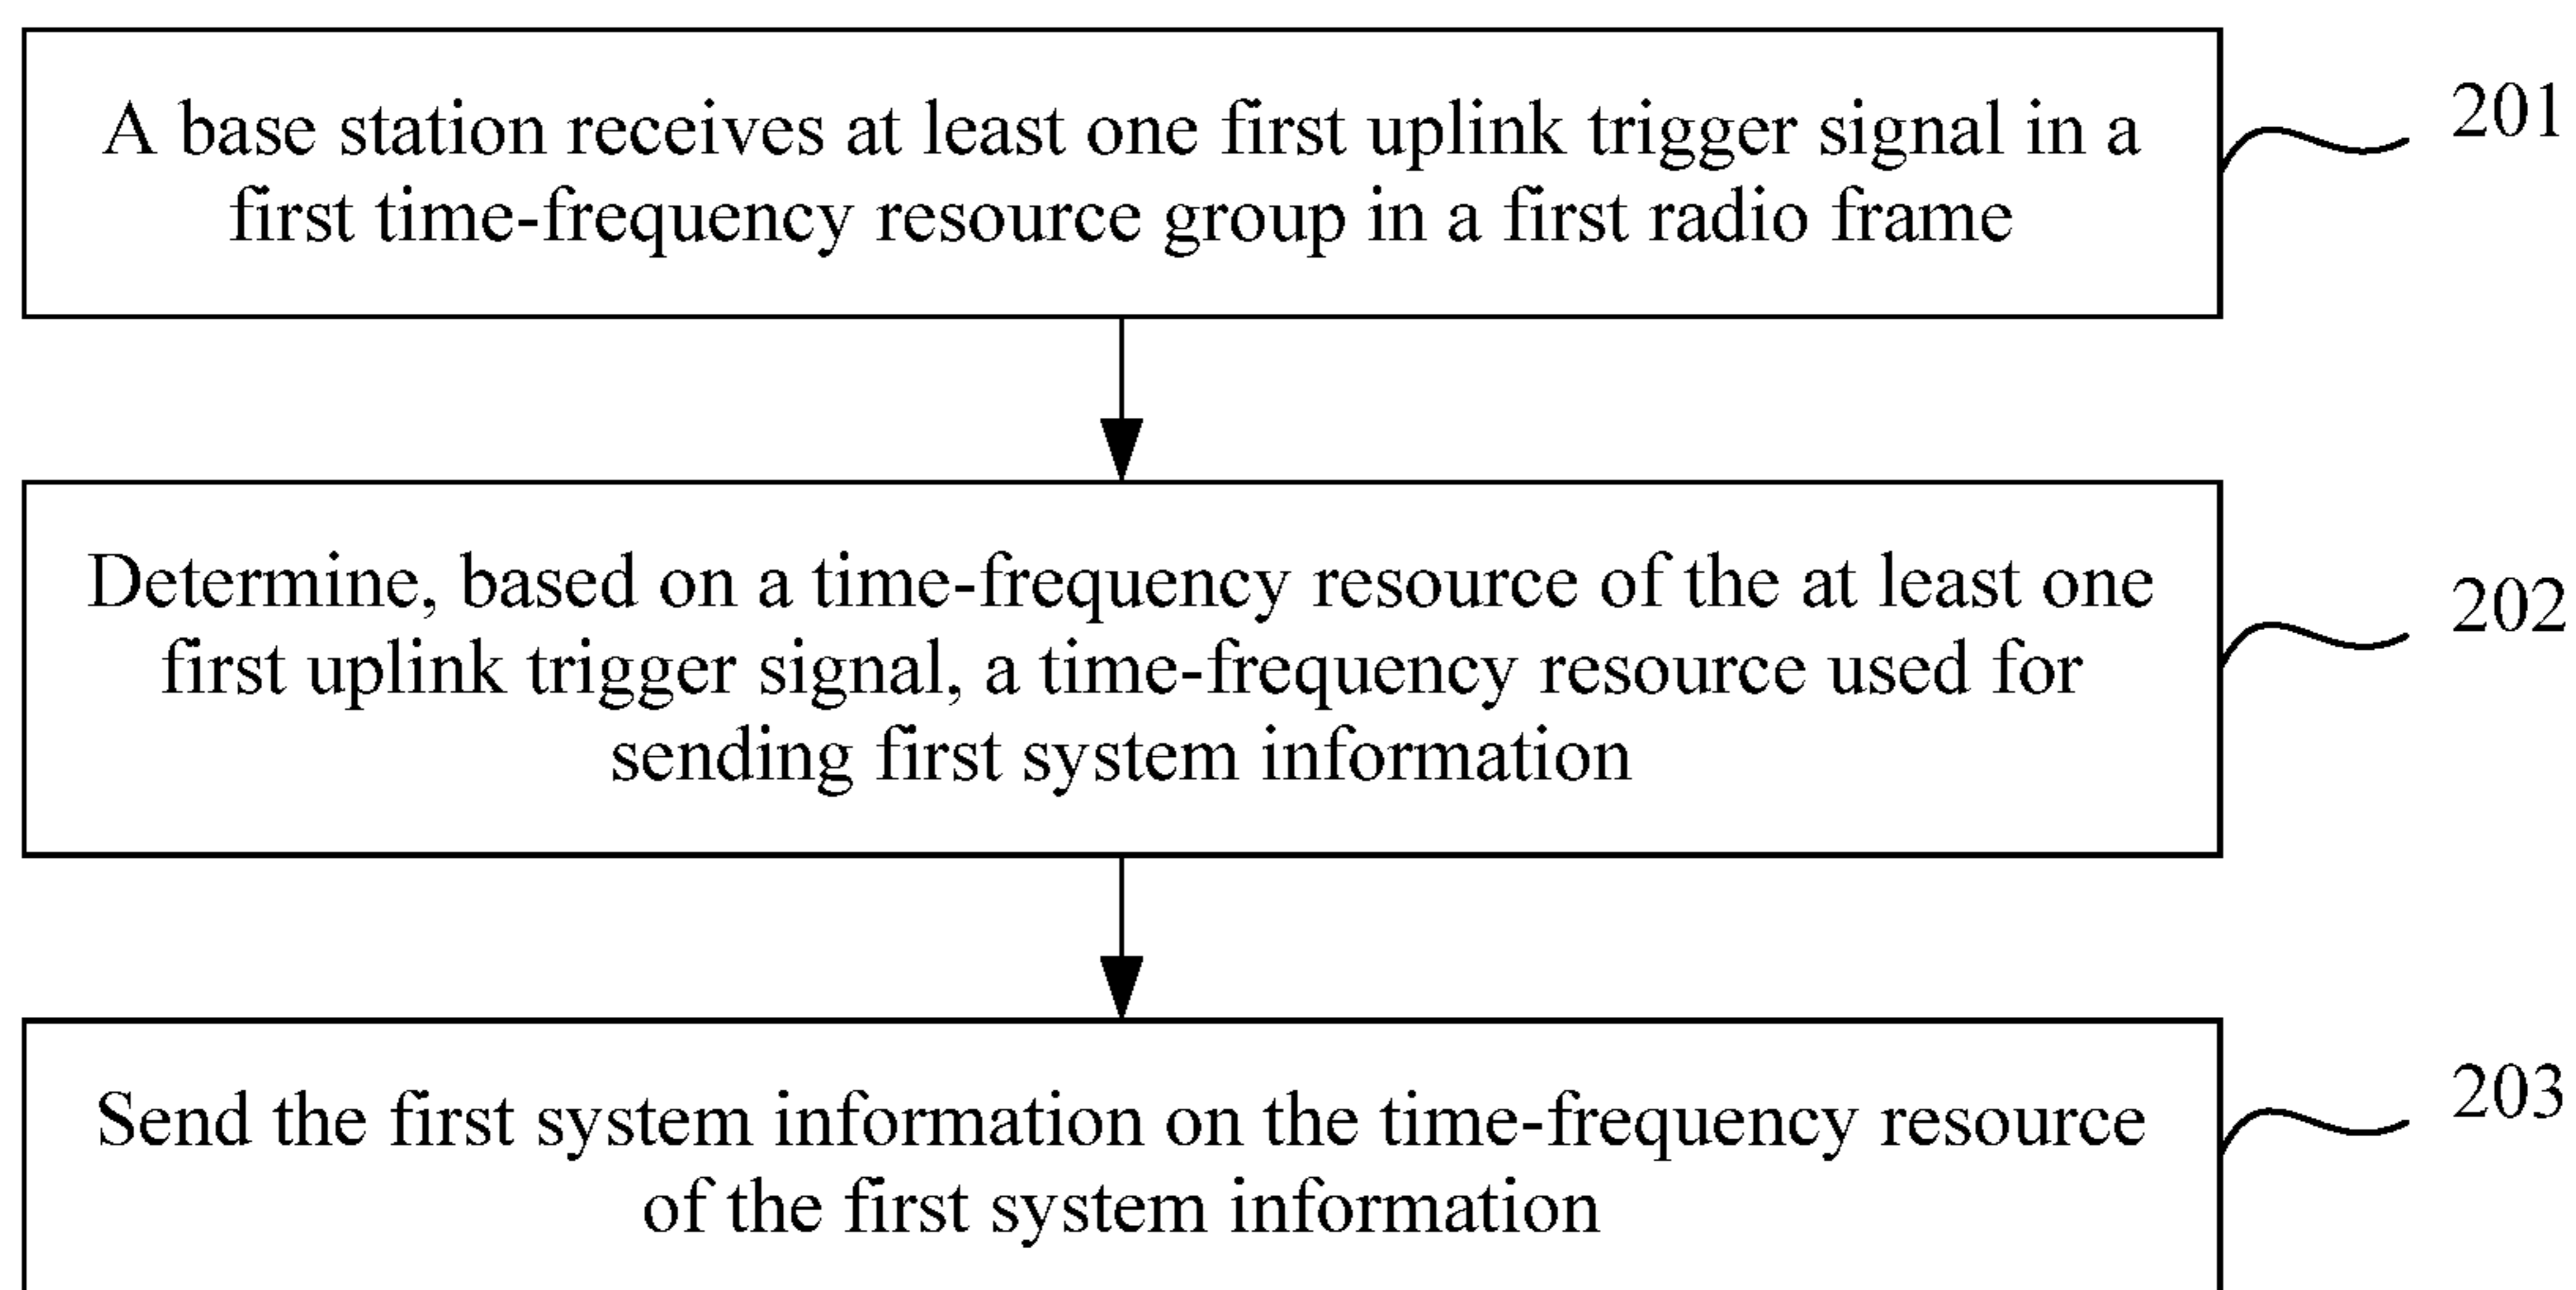 A base station receives at least one first uplink trigger signal in a
first time-frequency resource group in a first radio frame
201
Determine, based on a time-frequency resource of the at least one
first uplink trigger signal, a time-frequency resource used for
sending first system information
202
Send the first system information on the time-frequency resource
of the first system information
203